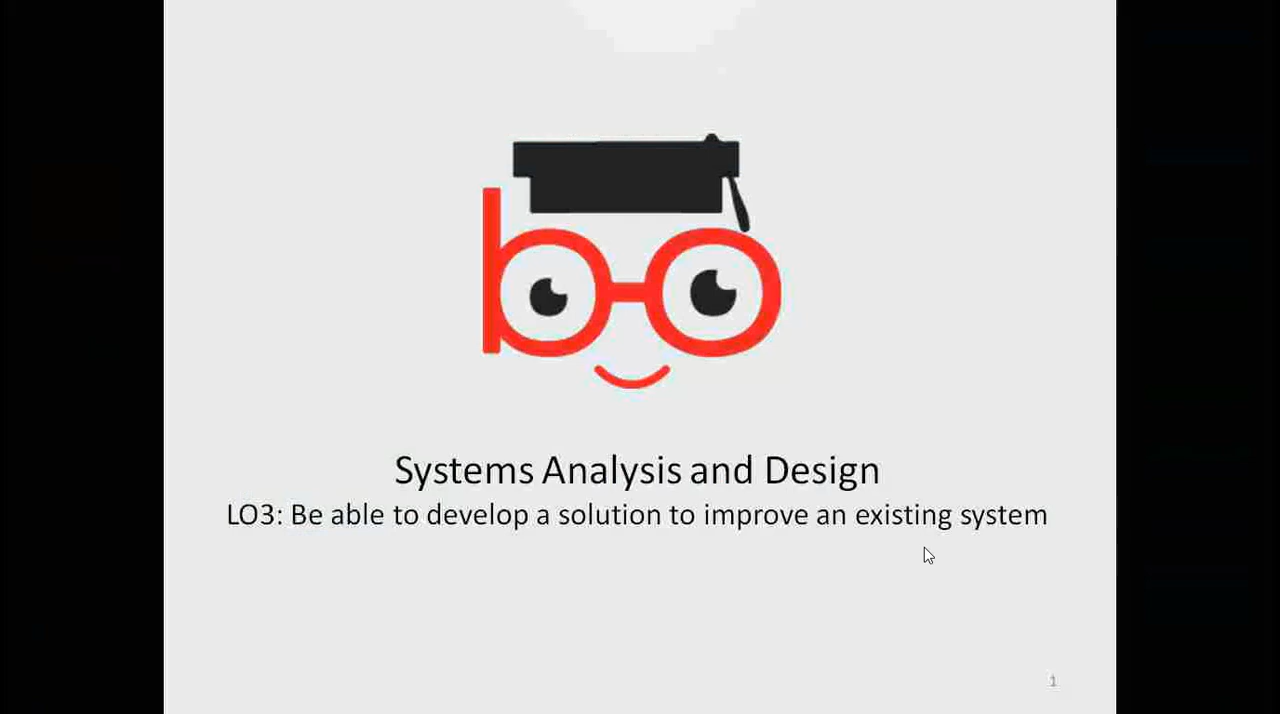 Systems Analysis and Design
LO3: Be able to develop a solution to improve an existing system
1